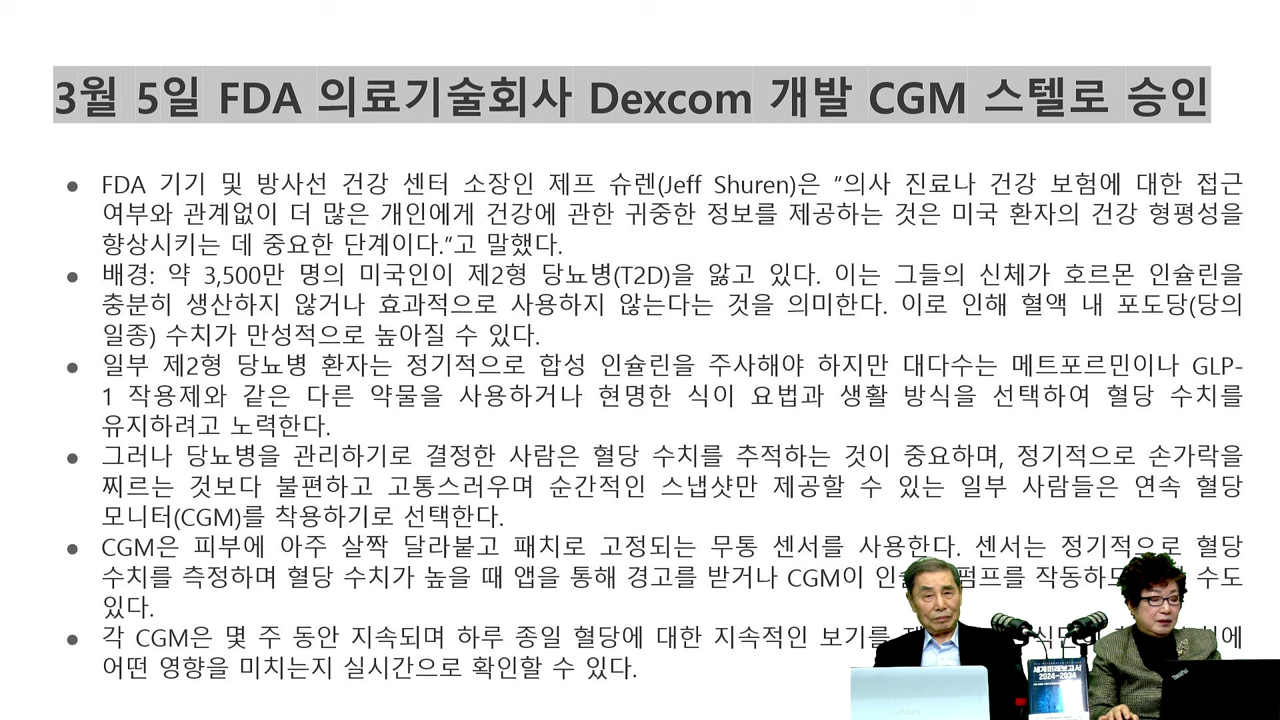 3월 5일 FDA 의료기술회사 Dexcom 개발 CGM 스텔로 승인
● FDA 기기 및 방사선 건강 센터 소장인 제프 슈렌(Jeff Shuren)은 “의사 진료나 건강 보험에 대한 접근
여부와 관계없이 더 많은 개인에게 건강에 관한 귀중한 정보를 제공하는 것은 미국 환자의 건강 형평성을
향상시키는 데 중요한 단계이다.”고 말했다.
● 배경: 약 3,500만 명의 미국인이 제2형 당뇨병(T2D)을 앓고 있다. 이는 그들의 신체가 호르몬 인슐린을
충분히 생산하지 않거나 효과적으로 사용하지 않는다는 것을 의미한다. 이로 인해 혈액 내 포도당(당의
일종) 수치가 만성적으로 높아질 수 있다.
● 일부 제2형 당뇨병 환자는 정기적으로 합성 인슐린을 주사해야 하지만 대다수는 메트포르민이나 GLP-
1 작용제와 같은 다른 약물을 사용하거나 현명한 식이 요법과 생활 방식을 선택하여 혈당 수치를
유지하려고 노력한다.
● 그러나 당뇨병을 관리하기로 결정한 사람은 혈당 수치를 추적하는 것이 중요하며, 정기적으로 손가락을
찌르는 것보다 불편하고 고통스러우며 순간적인 스냅샷만 제공할 수 있는 일부 사람들은 연속 혈당
모니터(CGM)를 착용하기로 선택한다.
● CGM은 피부에 아주 살짝 달라붙고 패치로 고정되는 무통 센서를 사용한다. 센서는 정기적으로 혈당
수치를 측정하며 혈당 수치가 높을 때 앱을 통해 경고를 받거나 CGM이 펌프를 수도
있다.
● 각 CGM은 몇 주 동안 지속되며 하루 종일 혈당에 대한 지속적인 보기를
어떤 영향을 미치는지 실시간으로 확인할 수 있다.
세계미래보고서
2024-2034
ThinkPad